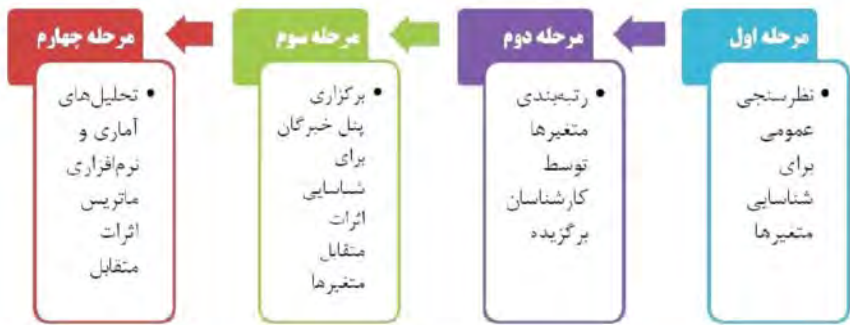 مرحله اول
• نظرسنجی
عمومی
برای
شناسایی
متغیرها
مرحله دوم
• رتبه‌بندی
متغیرها
توسط
کارشناسان
برگزیده
مرحله سوم
• برگزاری
پنل خبرگان
برای
شناسایی
اثرات
متقابل
متغیرها
مرحله چهارم
• تحلیل‌های
آماری و
نرم‌افزاری
ماتریس
اثرات
متقابل